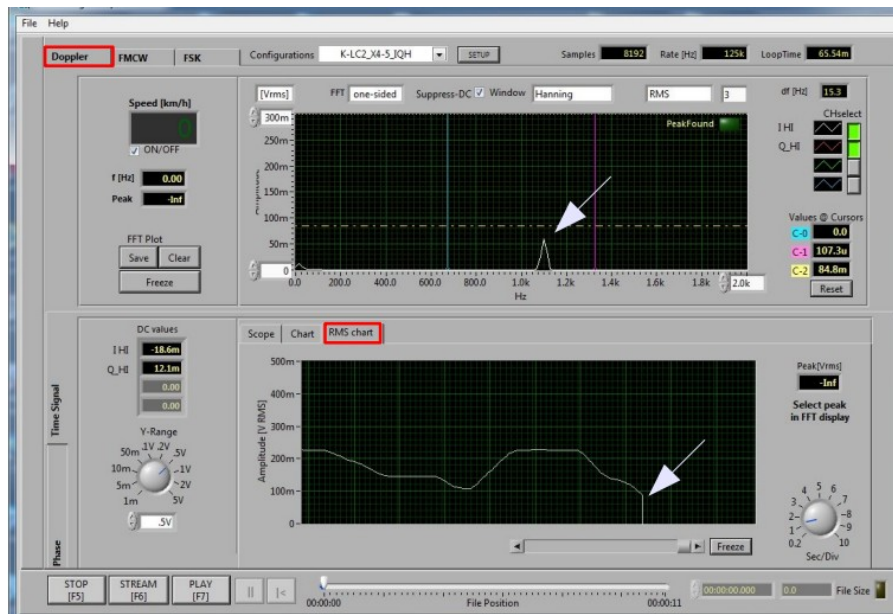 File Help
Doppler FMCW FSK Configurations K-LC2_X4-5_IQH SETUP Samples 8192 Rate [Hz] 125k LoopTime 65.54m
[Vrms] FFT one-sided Suppress-DC Window Hanning RMS 3 df [Hz] 15.3
Speed [km/h]
0
ON/OFF
f [Hz] 0.00
Peak -Inf
FFT Plot
Save Clear
Freeze
300m
250m
200m
150m
100m
50m
0
Amplitude
PeakFound
0.0 200.0 400.0 600.0 800.0 1.0k 1.2k 1.4k 1.6k 1.8k 2.0k
Hz
CHselect
I HI
Q_HI
Values @ Cursors
C-0 0.0
C-1 107.3u
C-2 84.8m
Reset
Time Signal
Phase
DC values
I HI -18.6m
Q_HI 12.1m
0.00
0.00
Y-Range
50m .1V .2V .5V
10m 1V
5m 2V
1m 5V
.5V
Scope Chart RMS chart
500m
400m
300m
200m
100m
0
Amplitude [V RMS]
Freeze
Peak[Vrms]
-Inf
Select peak
in FFT display
4 5 6
3 7
2 8
1 9
0.2 10
Sec/Div
STOP [F5] STREAM [F6] PLAY [F7] 00:00:00 File Position 00:00:11 00:00:00.000 0.0 File Size